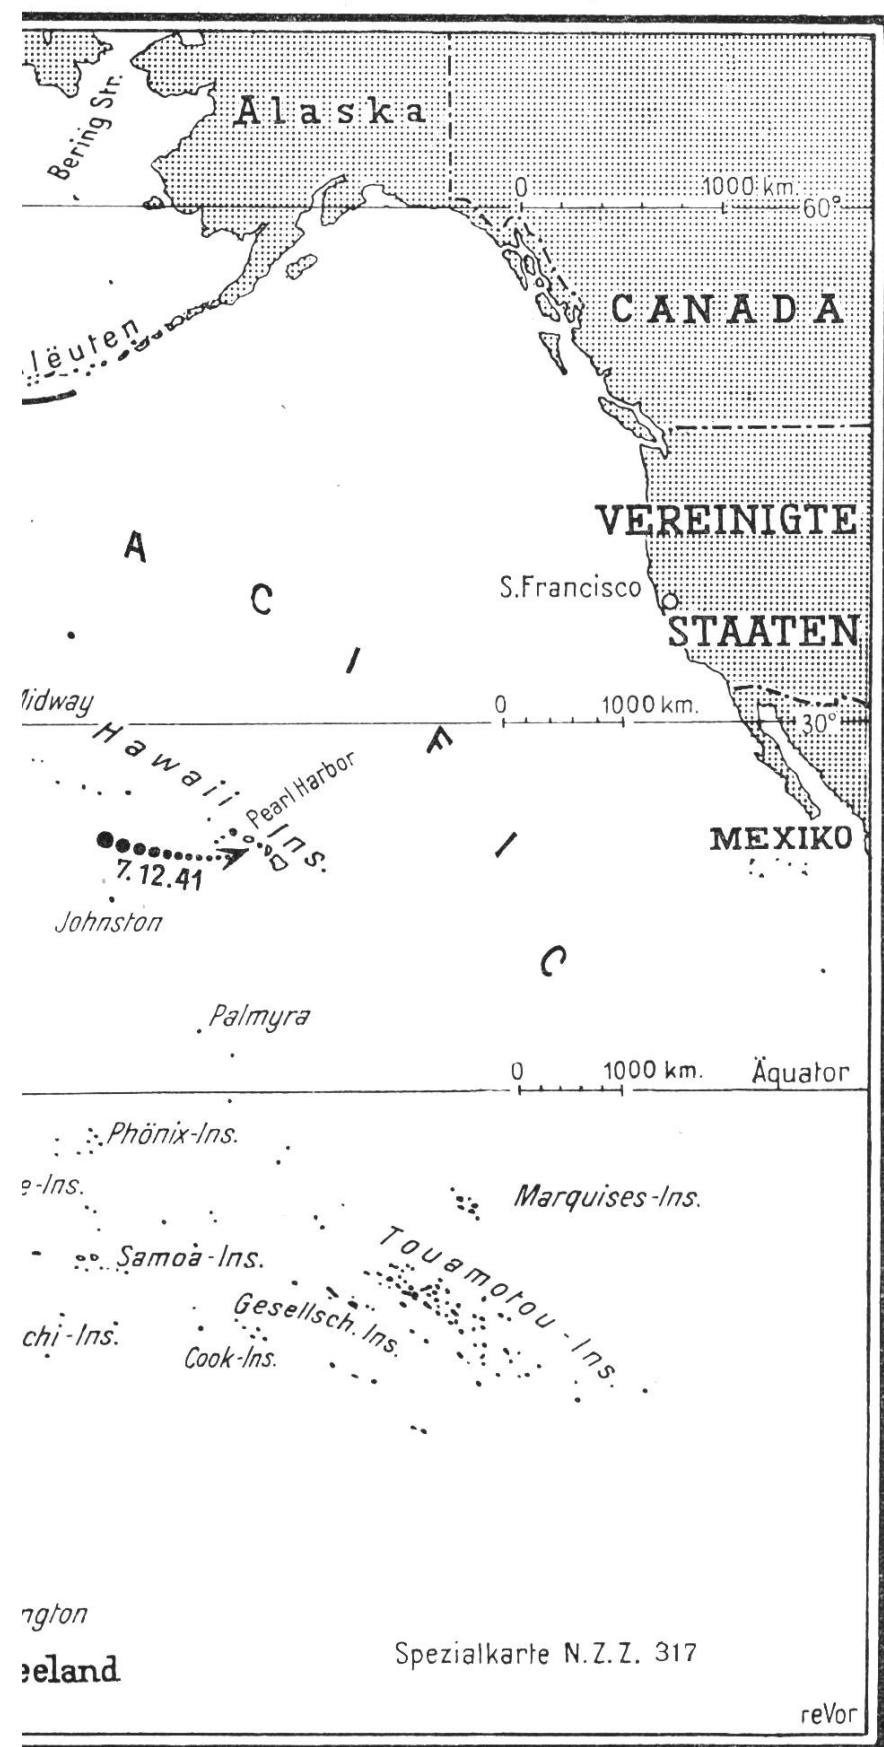 Bering Str.
Alaska
0 1000 km.
60°
CANADA
lëuten
VEREINIGTE
STAATEN
S.Francisco
A
C
I
F
I
C
idway
0 1000 km.
30°
Hawaii Ins.
Pearl Harbor
7.12.41
MEXIKO
Johnston
Palmyra
0 1000 km. Äquator
Phönix-Ins.
e-Ins.
Marquises-Ins.
Samoa-Ins.
Touamotou-Ins.
Gesellsch. Ins.
chi-Ins.
Cook-Ins.
ngton
eeland
Spezialkarte N.Z.Z. 317
reVor